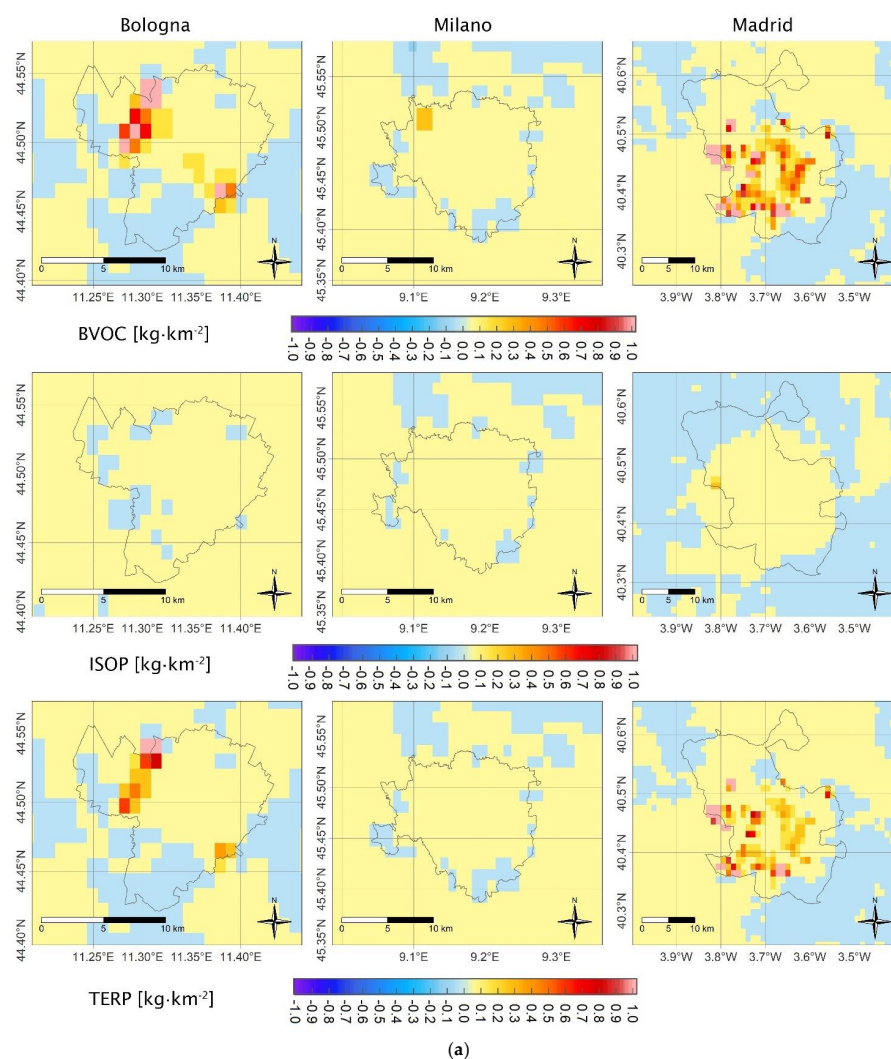 Bologna Milano Madrid
44.55°N 44.50°N 44.45°N 44.40°N
45.55°N 45.50°N 45.45°N 45.40°N 45.35°N
40.6°N 40.5°N 40.4°N 40.3°N
N N N
0 5 10 km 0 5 10 km 0 5 10 km
11.25°E 11.30°E 11.35°E 11.40°E 9.1°E 9.2°E 9.3°E 3.9°W 3.8°W 3.7°W 3.6°W 3.5°W
BVOC [kg·km-2]
-1.0 -0.9 -0.8 -0.7 -0.6 -0.5 -0.4 -0.3 -0.2 -0.1 0.0 0.1 0.2 0.3 0.4 0.5 0.6 0.7 0.8 0.9 1.0
44.55°N 44.50°N 44.45°N 44.40°N
45.55°N 45.50°N 45.45°N 45.40°N 45.35°N
40.6°N 40.5°N 40.4°N 40.3°N
N N N
0 5 10 km 0 5 10 km 0 5 10 km
11.25°E 11.30°E 11.35°E 11.40°E 9.1°E 9.2°E 9.3°E 3.9°W 3.8°W 3.7°W 3.6°W 3.5°W
ISOP [kg·km-2]
-1.0 -0.9 -0.8 -0.7 -0.6 -0.5 -0.4 -0.3 -0.2 -0.1 0.0 0.1 0.2 0.3 0.4 0.5 0.6 0.7 0.8 0.9 1.0
44.55°N 44.50°N 44.45°N 44.40°N
45.55°N 45.50°N 45.45°N 45.40°N 45.35°N
40.6°N 40.5°N 40.4°N 40.3°N
N N N
0 5 10 km 0 5 10 km 0 5 10 km
11.25°E 11.30°E 11.35°E 11.40°E 9.1°E 9.2°E 9.3°E 3.9°W 3.8°W 3.7°W 3.6°W 3.5°W
TERP [kg·km-2]
-1.0 -0.9 -0.8 -0.7 -0.6 -0.5 -0.4 -0.3 -0.2 -0.1 0.0 0.1 0.2 0.3 0.4 0.5 0.6 0.7 0.8 0.9 1.0
(a)